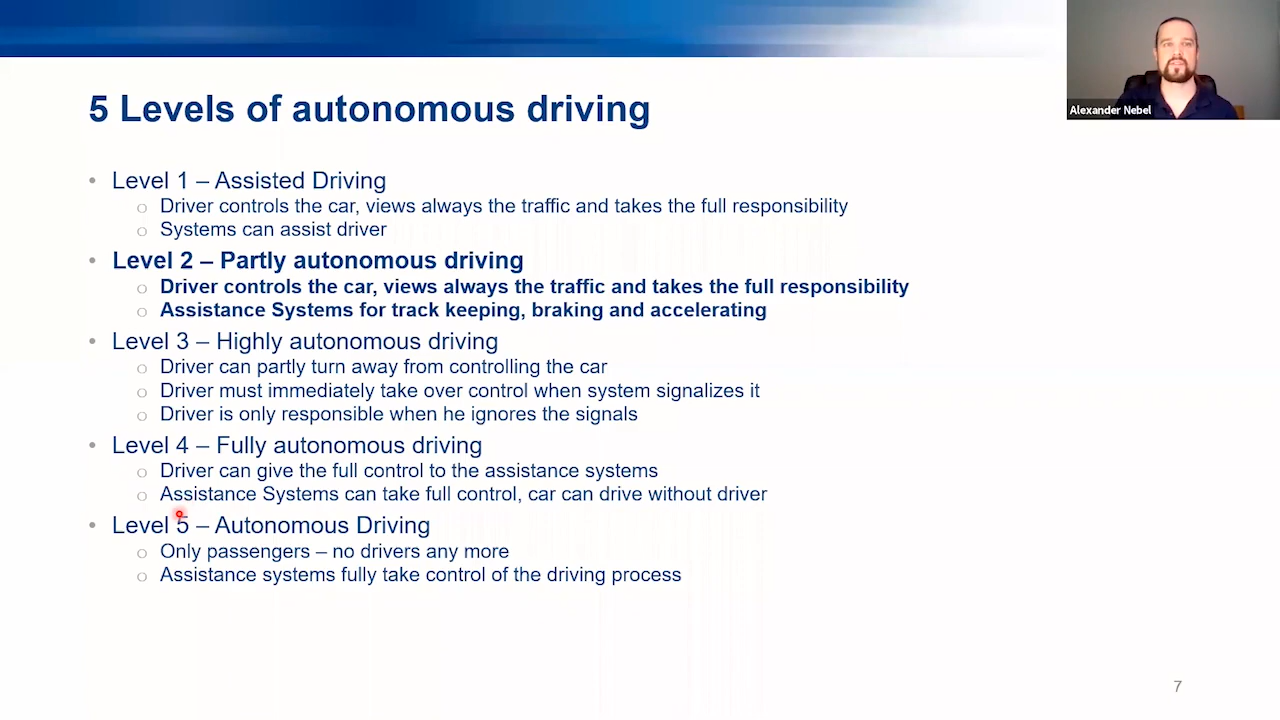 5 Levels of autonomous driving
Alexander Nebel
• Level 1 – Assisted Driving
o Driver controls the car, views always the traffic and takes the full responsibility
o Systems can assist driver
• Level 2 – Partly autonomous driving
o Driver controls the car, views always the traffic and takes the full responsibility
o Assistance Systems for track keeping, braking and accelerating
• Level 3 – Highly autonomous driving
o Driver can partly turn away from controlling the car
o Driver must immediately take over control when system signalizes it
o Driver is only responsible when he ignores the signals
• Level 4 – Fully autonomous driving
o Driver can give the full control to the assistance systems
o Assistance Systems can take full control, car can drive without driver
• Level 5 – Autonomous Driving
o Only passengers – no drivers any more
o Assistance systems fully take control of the driving process
7